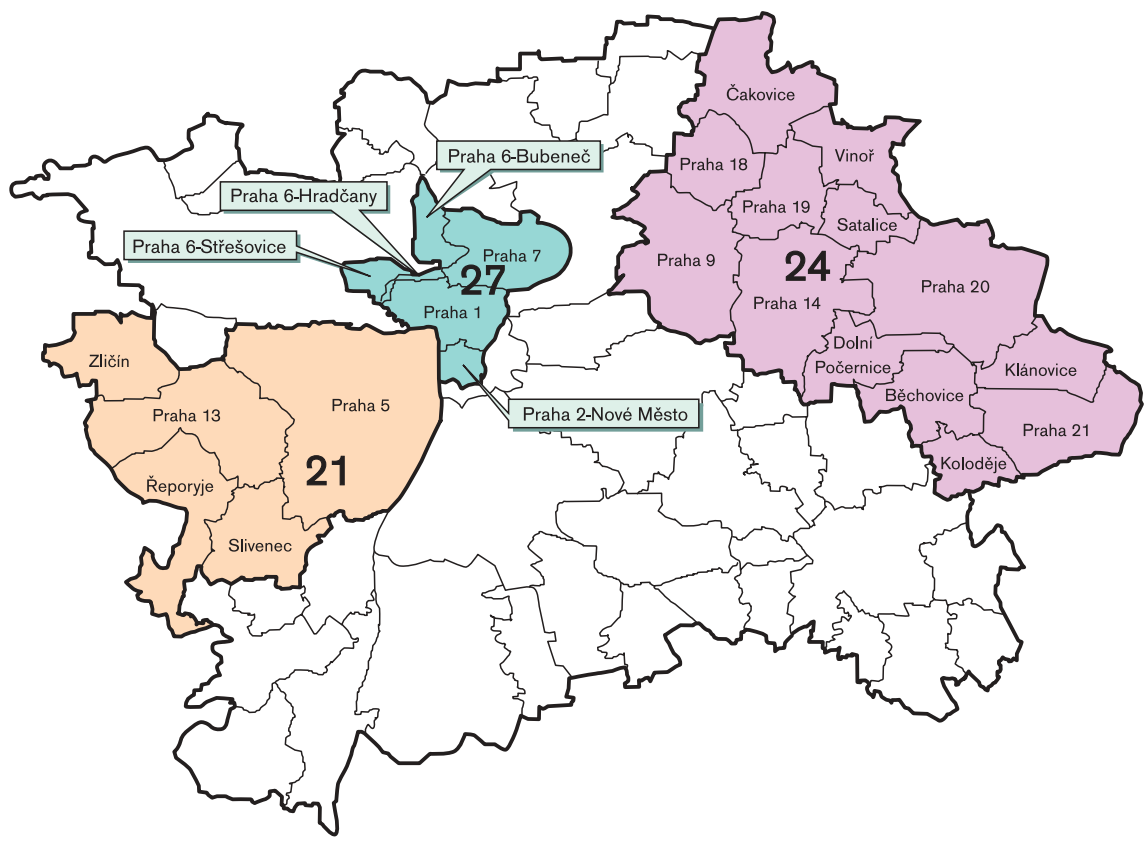 Čakovice
Praha 6-Bubeneč
Praha 18
Vinoř
Praha 6-Hradčany
Praha 19
Satalice
Praha 6-Střešovice
Praha 7
Praha 9
27
24
Praha 20
Praha 14
Praha 1
Dolní
Počernice
Zličín
Klánovice
Běchovice
Praha 5
Praha 13
Praha 2-Nové Město
Praha 21
Koloděje
21
Řeporyje
Slivenec